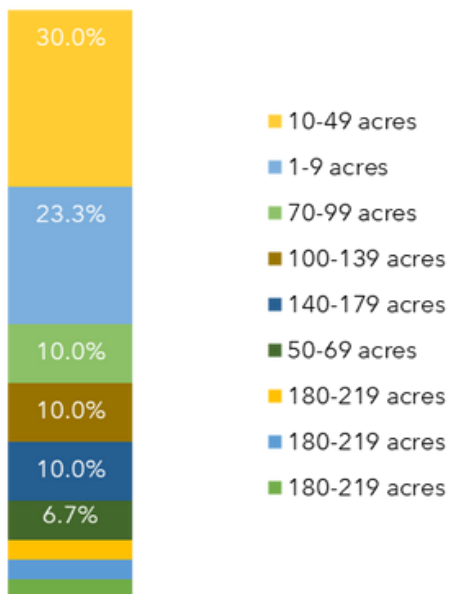 30.0%
23.3%
10.0%
10.0%
10.0%
6.7%
10-49 acres
1-9 acres
70-99 acres
100-139 acres
140-179 acres
50-69 acres
180-219 acres
180-219 acres
180-219 acres